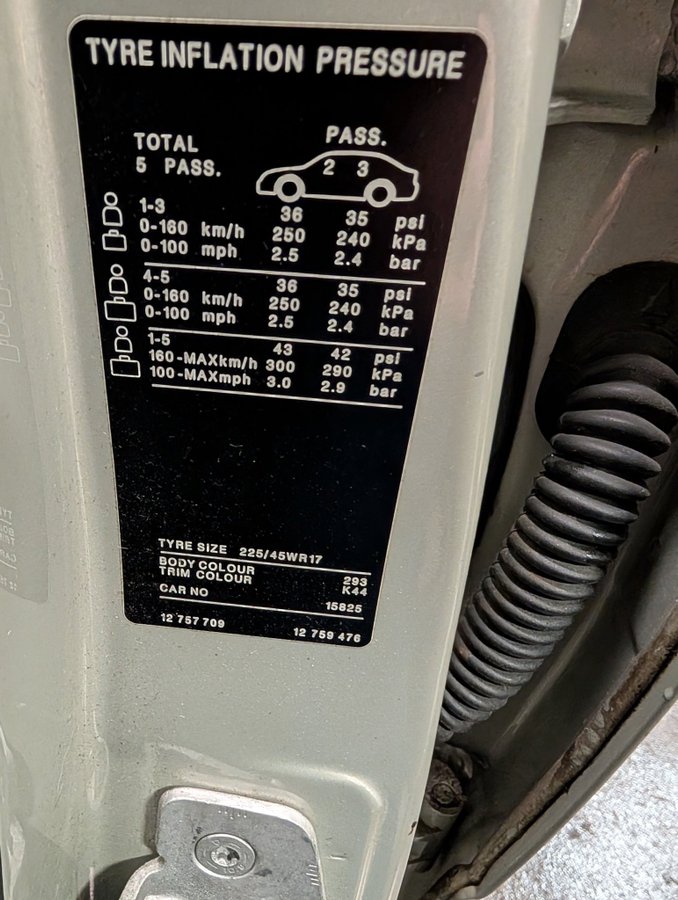 TYRE INFLATION PRESSURE
TOTAL
5 PASS.
PASS.
2 3
1-3 36 35 psi
0-160 km/h 250 240 kPa
0-100 mph 2.5 2.4 bar
4-5 36 35 psi
0-160 km/h 250 240 kPa
0-100 mph 2.5 2.4 bar
1-5 43 42 psi
160-MAXkm/h 300 290 kPa
100-MAXmph 3.0 2.9 bar
TYRE SIZE 225/45WR17
BODY COLOUR 293
TRIM COLOUR K44
CAR NO 15825
12 757 709 12 759 476